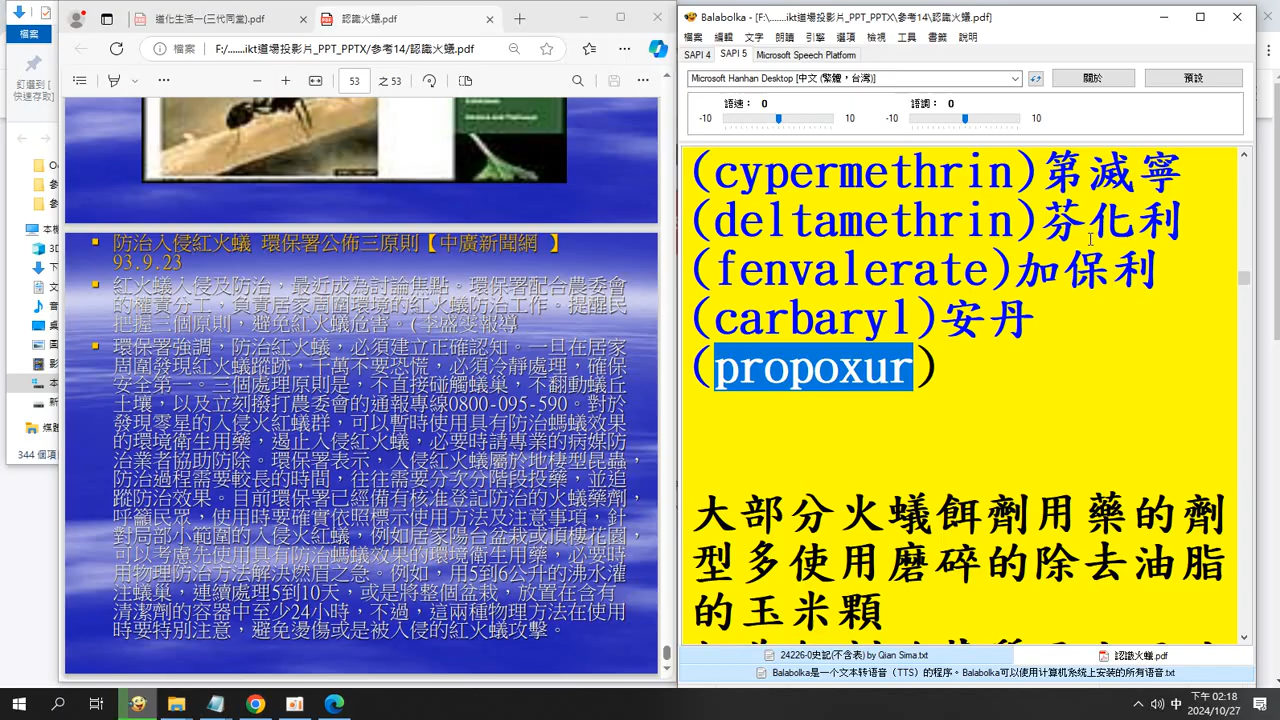 檔案
釘選到 [
快速存取]
344 個項
道化生活一(三代同堂).pdf
認識火蟻.pdf
檔案
F:/......ikt道場投影片_PPT_PPTX/參考14/認識火蟻.pdf
53
之 53
防治入侵紅火蟻 環保署公佈三原則【中廣新聞網 】
93.9.23
紅火蟻入侵及防治，最近成為討論焦點。環保署配合農委會
的權責分工，負責居家周圍環境的紅火蟻防治工作。提醒民
把握三個原則，避免紅火蟻危害。(李盛雯報導
環保署強調，防治紅火蟻，必須建立正確認知。一旦在居家
周圍發現紅火蟻蹤跡，千萬不要恐慌，必須冷靜處理，確保
安全第一。三個處理原則是，不直接碰觸蟻巢，不翻動蟻丘
土壤，以及立刻撥打農委會的通報專線0800-095-590。對於
發現零星的入侵火紅蟻群，可以暫時使用具有防治螞蟻效果
的環境衛生用藥，遏止入侵紅火蟻，必要時請專業的病媒防
治業者協助防除。環保署表示，入侵紅火蟻屬於地棲型昆蟲，
防治過程需要較長的時間，往往需要分次分階段投藥，並追
蹤防治效果。目前環保署已經備有核准登記防治的火蟻藥劑，
呼籲民眾，使用時要確實依照標示使用方法及注意事項，針
對局部小範圍的入侵火紅蟻，例如居家陽台盆栽或頂樓花園，
可以考慮先使用具有防治螞蟻效果的環境衛生用藥，必要時
用物理防治方法解決燃眉之急。例如，用5到6公升的沸水灌
注蟻巢，連續處理5到10天，或是將整個盆栽，放置在含有
清潔劑的容器中至少24小時，不過，這兩種物理方法在使用
時要特別注意，避免燙傷或是被入侵的紅火蟻攻擊。
Balabolka - [F:\,......ikt道場投影片_PPT_PPTX\參考14\認識火蟻.pdf]
檔案 編輯 文字 朗讀 引擎 選項 檢視 工具 書籤 說明
SAPI 4 SAPI 5 Microsoft Speech Platform
Microsoft Hanhan Desktop [中文 (繁體，台灣)]
關於
預設
語速： 0
語調： 0
-10 10 -10 10
(cypermethrin)第滅寧
(deltamethrin)芬化利
(fenvalerate)加保利
(carbaryl)安丹
(propoxur)
大部分火蟻餌劑用藥的劑
型多使用磨碎的除去油脂
的玉米顆
24226-0史記(不含表) by Qian Sima.txt
認識火蟻.pdf
Balabolka是一个文本转语音（TTS）的程序。Balabolka可以使用计算机系统上安装的所有语音.txt
中
下午 02:18
2024/10/27